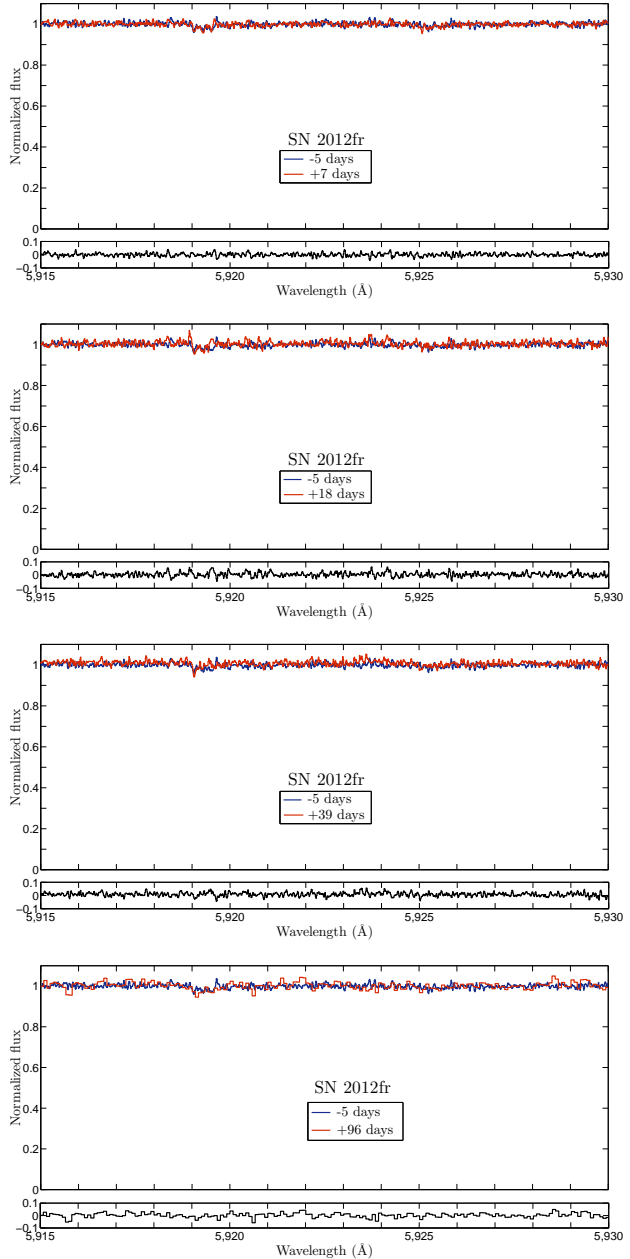 1
0.8
0.6
0.4
0.2
0
Normalized flux
SN 2012fr
-5 days
+7 days
0.1
0
−0.1
5,915 5,920 5,925 5,930
Wavelength (Å)
1
0.8
0.6
0.4
0.2
0
Normalized flux
SN 2012fr
-5 days
+18 days
0.1
0
−0.1
5,915 5,920 5,925 5,930
Wavelength (Å)
1
0.8
0.6
0.4
0.2
0
Normalized flux
SN 2012fr
-5 days
+39 days
0.1
0
−0.1
5,915 5,920 5,925 5,930
Wavelength (Å)
1
0.8
0.6
0.4
0.2
0
Normalized flux
SN 2012fr
-5 days
+96 days
0.1
0
−0.1
5,915 5,920 5,925 5,930
Wavelength (Å)